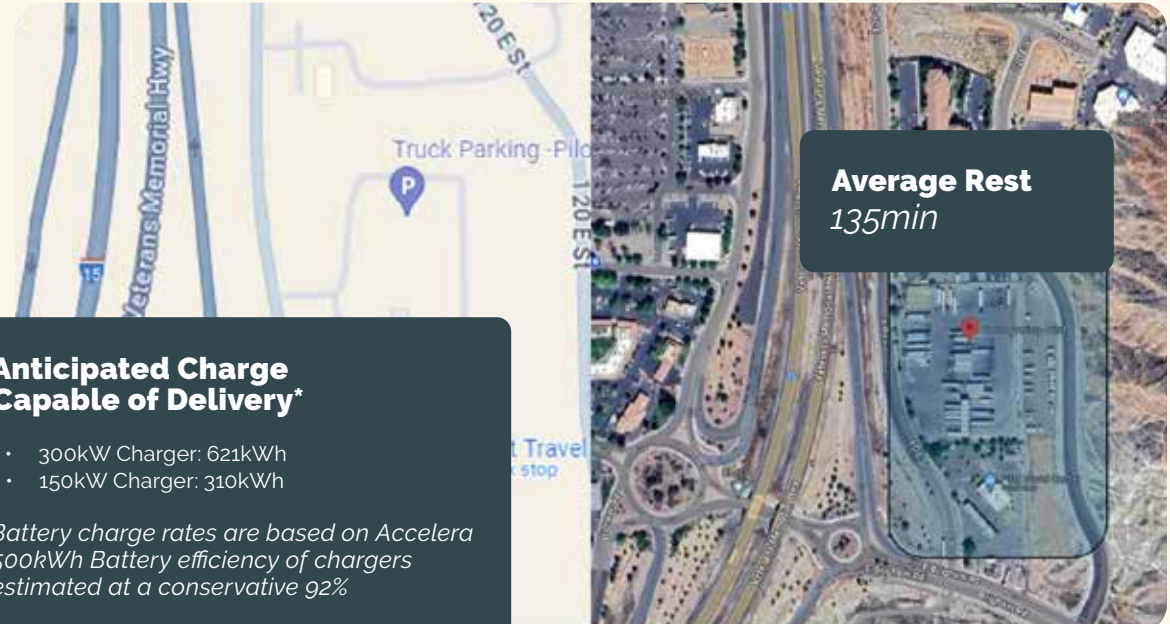 120 E St
Veterans Memorial Hwy
Truck Parking - Pilo
120 E St
15
Average Rest
135min
Anticipated Charge
Capable of Delivery*
• 300kW Charger: 621kWh
• 150kW Charger: 310kWh
t Travel
stop
Battery charge rates are based on Accelera
500kWh Battery efficiency of chargers
estimated at a conservative 92%